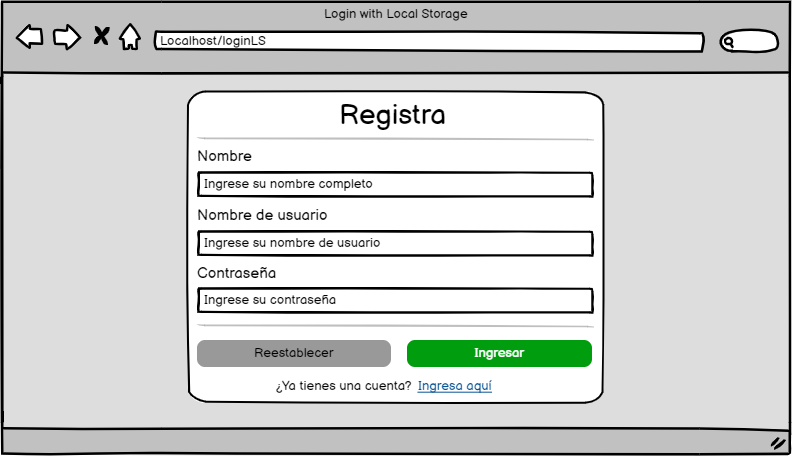 Login with Local Storage
Localhost/loginLS
Registra
Nombre
Ingrese su nombre completo
Nombre de usuario
Ingrese su nombre de usuario
Contraseña
Ingrese su contraseña
Reestablecer Ingresar
¿Ya tienes una cuenta? Ingresa aquí